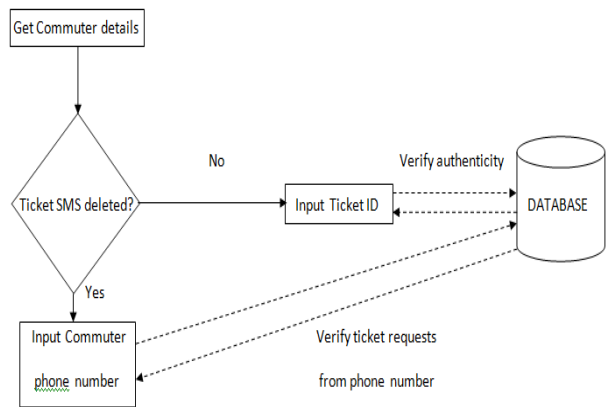 Get Commuter details
No
Verify authenticity
Ticket SMS deleted?
Input Ticket ID
DATABASE
Yes
Input Commuter
phone number
Verify ticket requests
from phone number